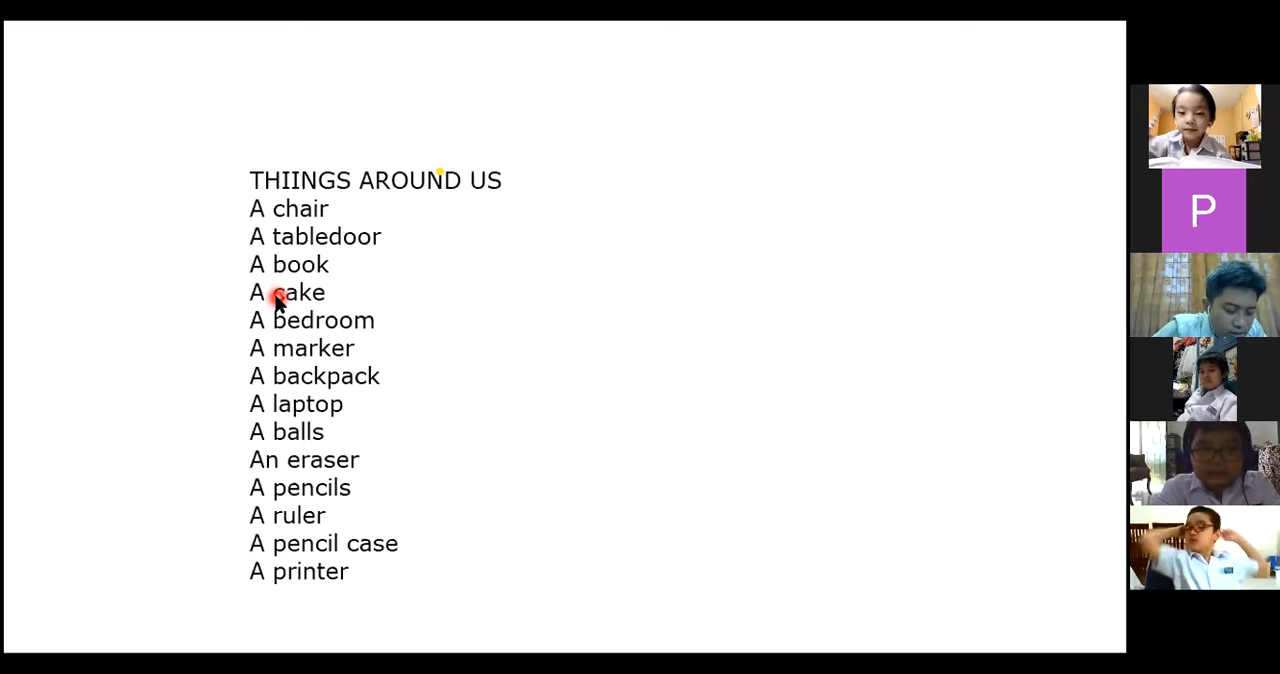 THIINGS AROUND US
A chair
A tabledoor
A book
A cake
A bedroom
A marker
A backpack
A laptop
A balls
An eraser
A pencils
A ruler
A pencil case
A printer
P